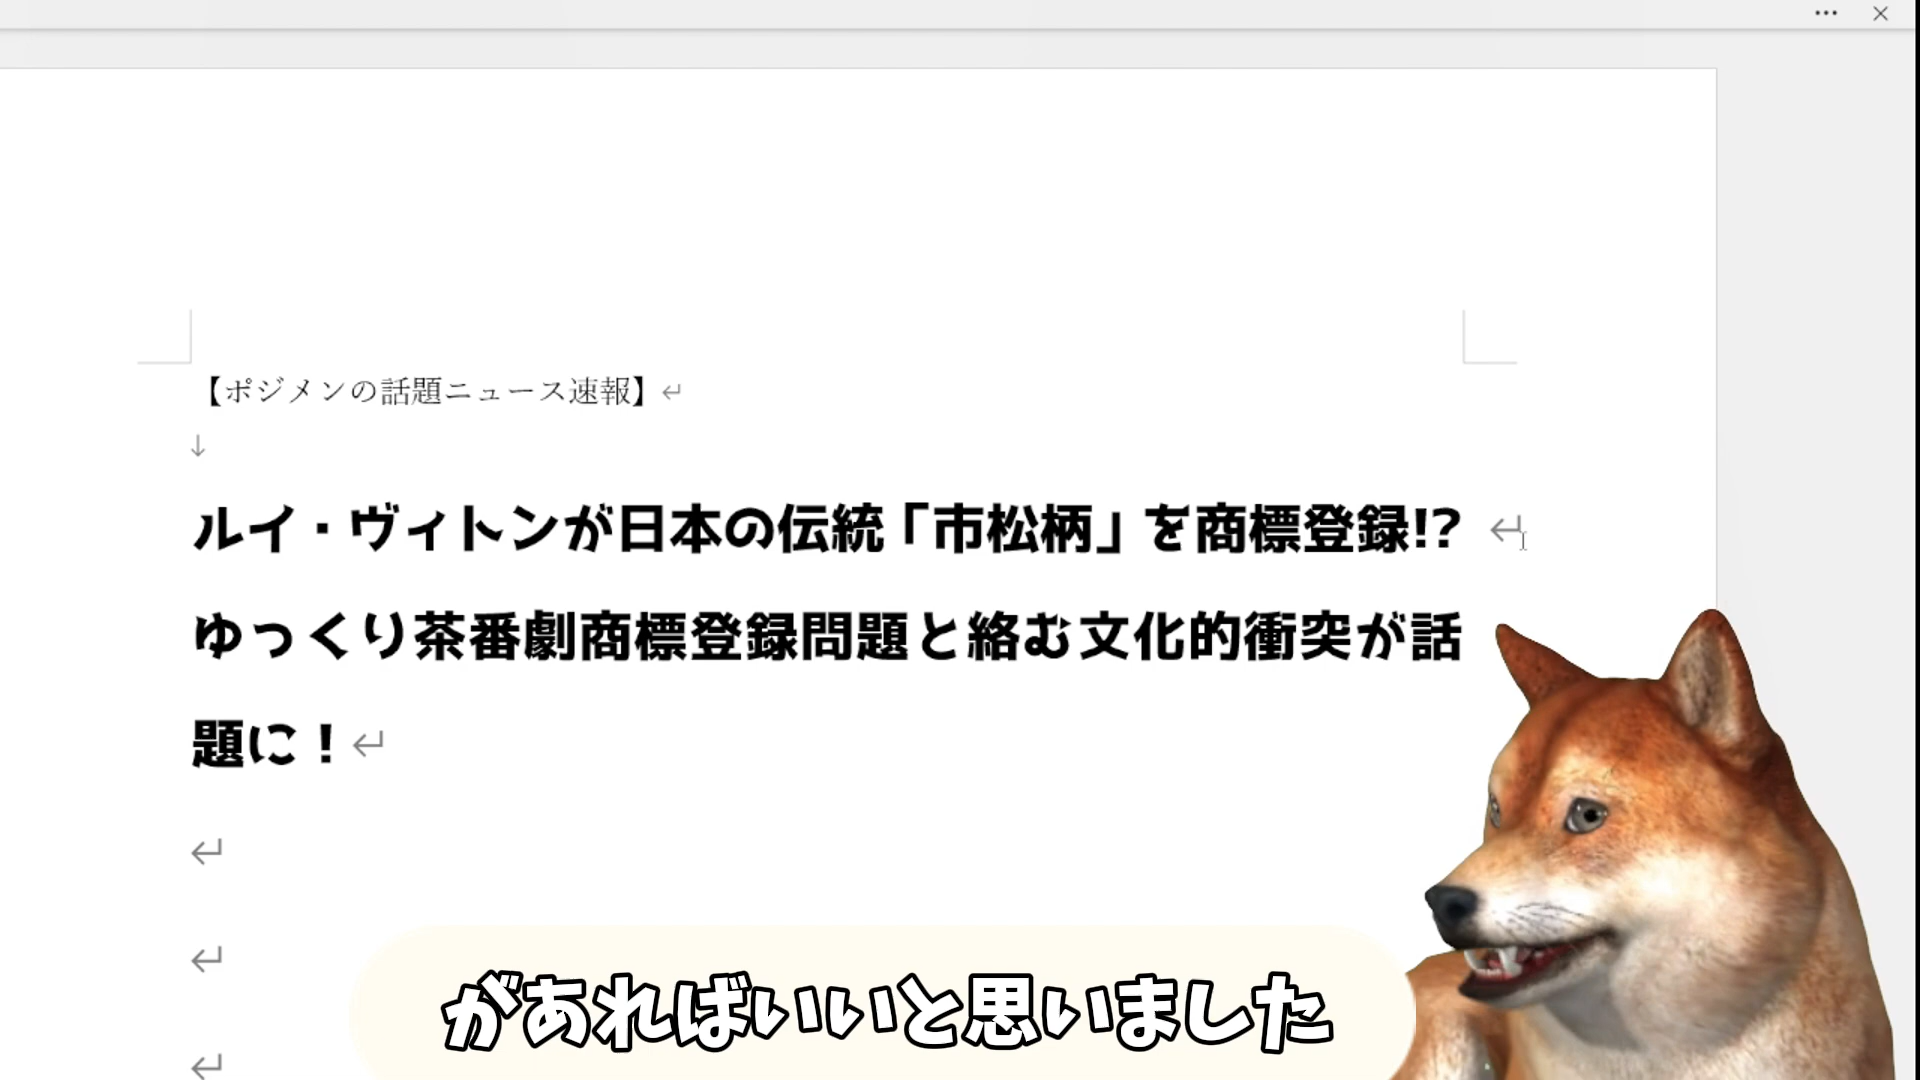 【ポジメンの話題ニュース速報】
ルイ・ヴィトンが日本の伝統「市松柄」を商標登録!?
ゆっくり茶番劇商標登録問題と絡む文化的衝突が話
題に！
があればいいと思いました